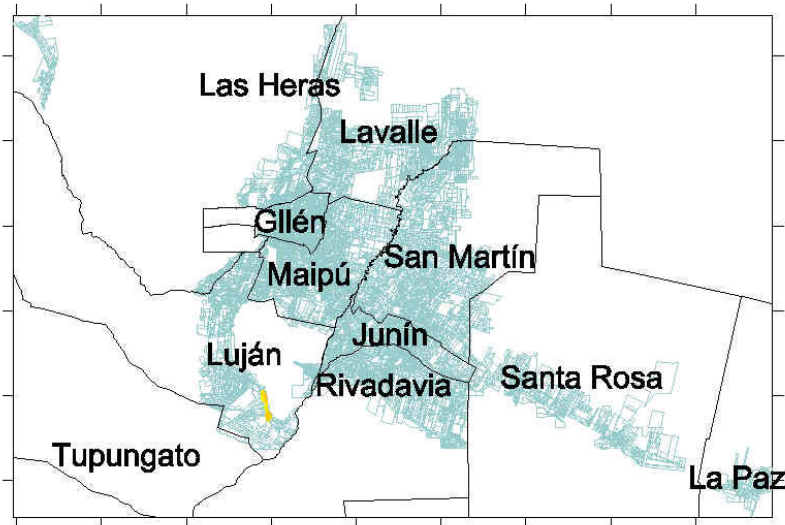 Las Heras
Lavalle
Gllén
San Martín
Maipú
Junín
Luján
Rivadavia
Santa Rosa
Tupungato
La Paz